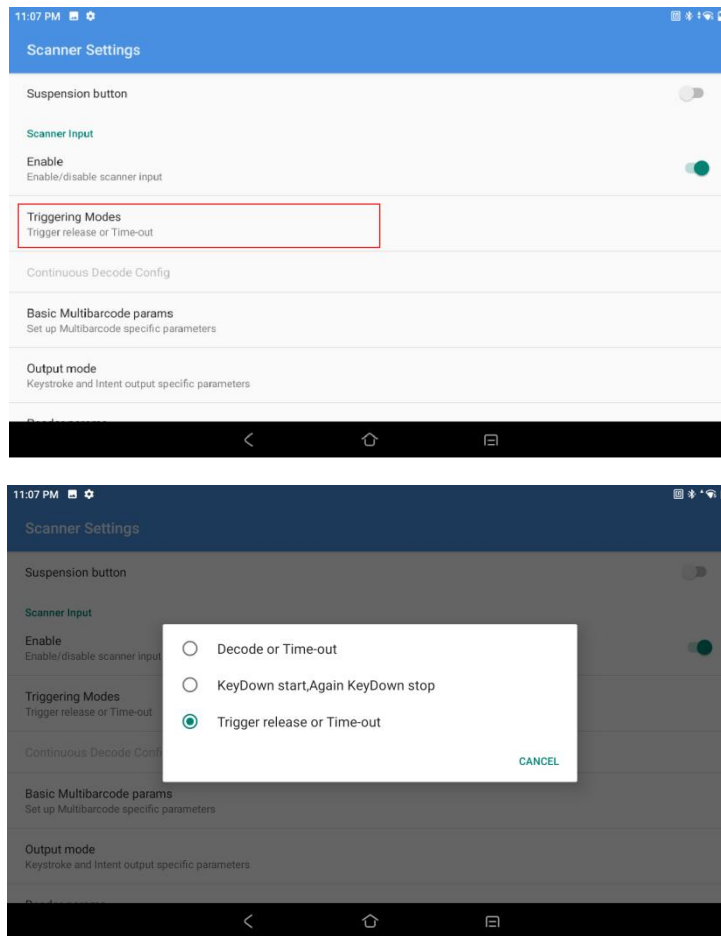 11:07 PM
Scanner Settings
Suspension button
Scanner Input
Enable
Enable/disable scanner input
Triggering Modes
Trigger release or Time-out
Continuous Decode Config
Basic Multibarcode params
Set up Multibarcode specific parameters
Output mode
Keystroke and Intent output specific parameters
11:07 PM
Scanner Settings
Suspension button
Scanner Input
Enable
Enable/disable scanner input
Decode or Time-out
KeyDown start,Again KeyDown stop
Triggering Modes
Trigger release or Time-out
Trigger release or Time-out
Continuous Decode
CANCEL
Basic Multibarcode params
Set up Multibarcode specific parameters
Output mode
Keystroke and Intent output specific parameters